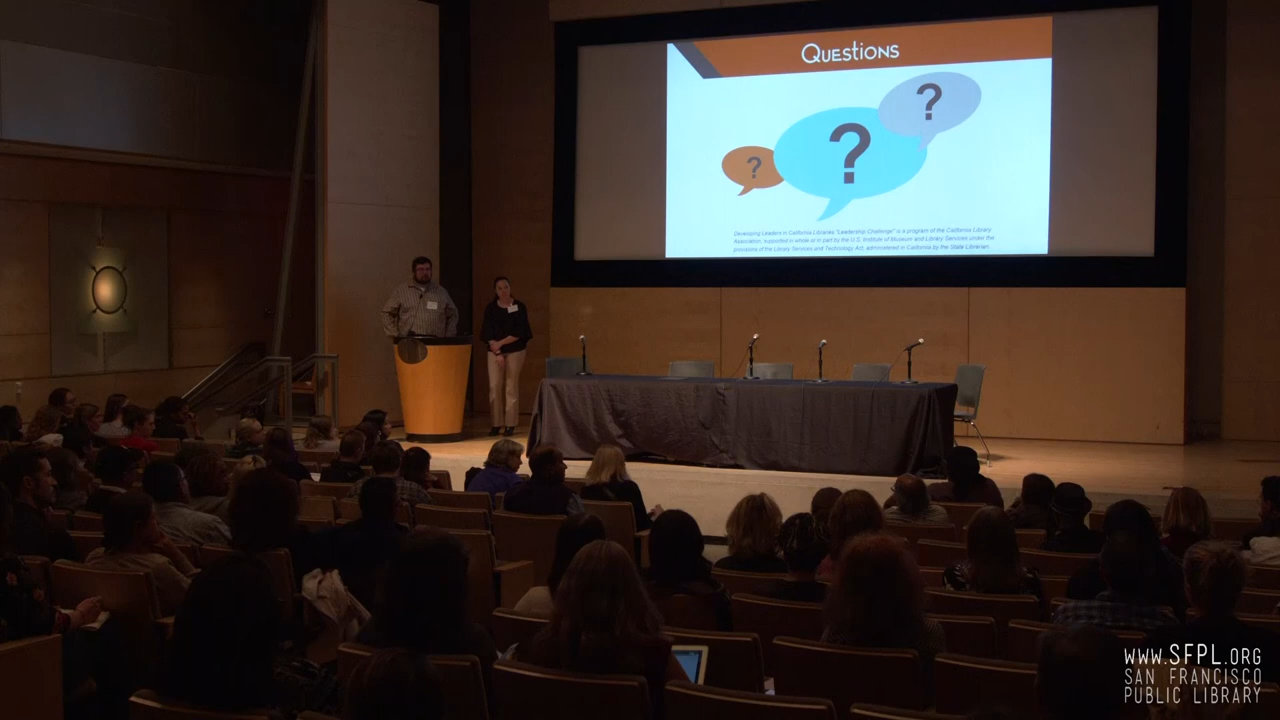 Questions
?
?
?
Developing Leaders in California Libraries "Leadership Challenge" is a program of the California Library
Association, supported in whole or in part by the U.S. Institute of Museum and Library Services under the
provisions of the Library Services and Technology Act, administered in California by the State Librarian.
www.SFPL.org
San Francisco
Public Library